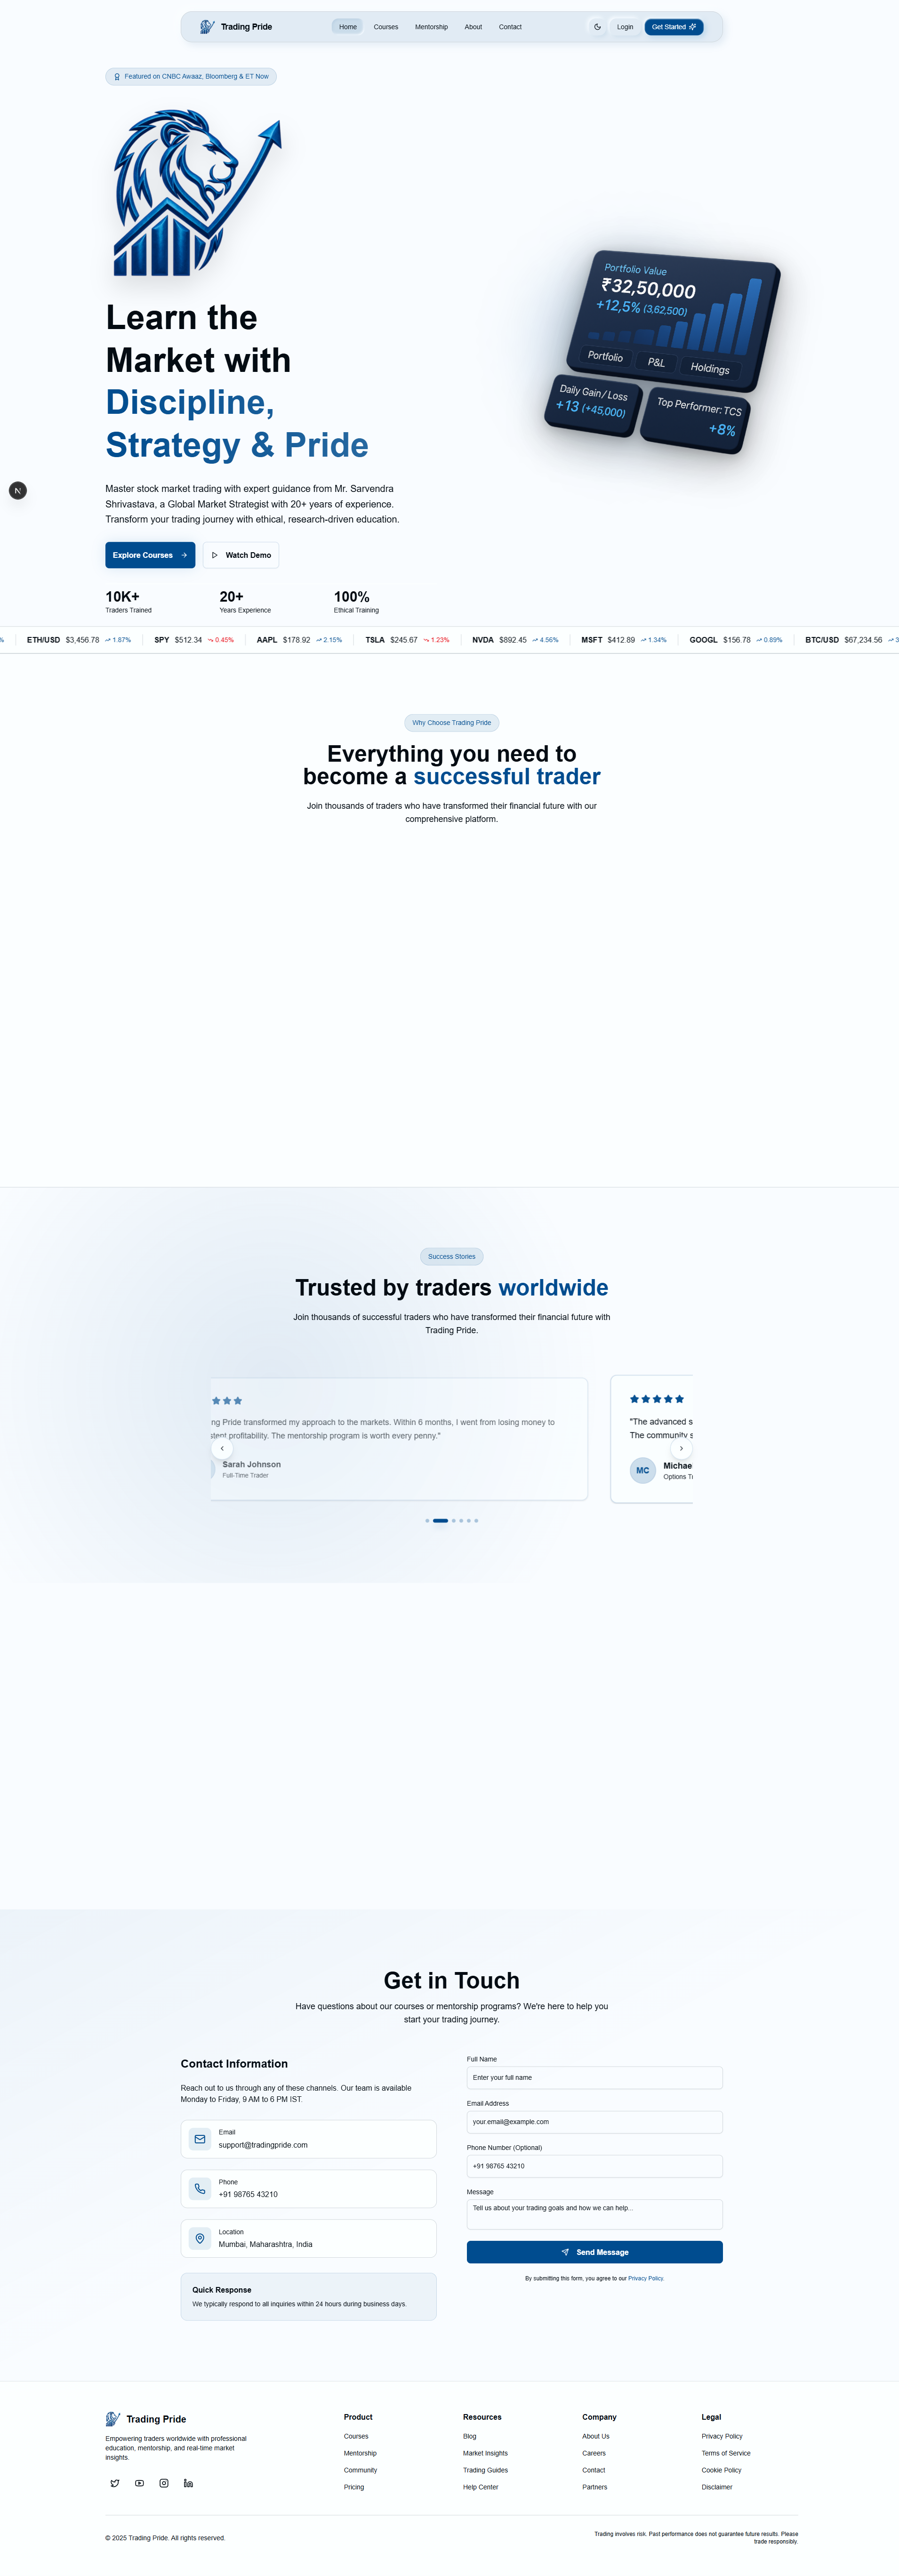 Trading Pride
Home
Courses
Mentorship
About
Contact
Login
Get Started
Featured on CNBC Awaaz, Bloomberg & ET Now
Learn the
Market with
Discipline,
Strategy & Pride
Master stock market trading with expert guidance from Mr. Sarvendra
Shrivastava, a Global Market Strategist with 20+ years of experience.
Transform your trading journey with ethical, research-driven education.
Explore Courses
Watch Demo
10K+
Traders Trained
20+
Years Experience
100%
Ethical Training
Portfolio Value
₹32,50,000
+12,5% (3,62,500)
Portfolio
P&L
Holdings
Daily Gain / Loss
+13 (+45,000)
Top Performer: TCS
+8%
N
% ETH/USD $3,456.78 1.87% SPY $512.34 0.45% AAPL $178.92 2.15% TSLA $245.67 1.23% NVDA $892.45 4.56% MSFT $412.89 1.34% GOOGL $156.78 0.89% BTC/USD $67,234.56 3
Why Choose Trading Pride
Everything you need to
become a successful trader
Join thousands of traders who have transformed their financial future with our
comprehensive platform.
Success Stories
Trusted by traders worldwide
Join thousands of successful traders who have transformed their financial future with
Trading Pride.
ng Pride transformed my approach to the markets. Within 6 months, I went from losing money to
stent profitability. The mentorship program is worth every penny."
Sarah Johnson
Full-Time Trader
"The advanced s
The community s
MC
Michae
Options Tr
Get in Touch
Have questions about our courses or mentorship programs? We're here to help you
start your trading journey.
Contact Information
Reach out to us through any of these channels. Our team is available
Monday to Friday, 9 AM to 6 PM IST.
Email
support@tradingpride.com
Phone
+91 98765 43210
Location
Mumbai, Maharashtra, India
Quick Response
We typically respond to all inquiries within 24 hours during business days.
Full Name
Enter your full name
Email Address
your.email@example.com
Phone Number (Optional)
+91 98765 43210
Message
Tell us about your trading goals and how we can help...
Send Message
By submitting this form, you agree to our Privacy Policy.
Trading Pride
Empowering traders worldwide with professional
education, mentorship, and real-time market
insights.
Product
Courses
Mentorship
Community
Pricing
Resources
Blog
Market Insights
Trading Guides
Help Center
Company
About Us
Careers
Contact
Partners
Legal
Privacy Policy
Terms of Service
Cookie Policy
Disclaimer
© 2025 Trading Pride. All rights reserved.
Trading involves risk. Past performance does not guarantee future results. Please
trade responsibly.